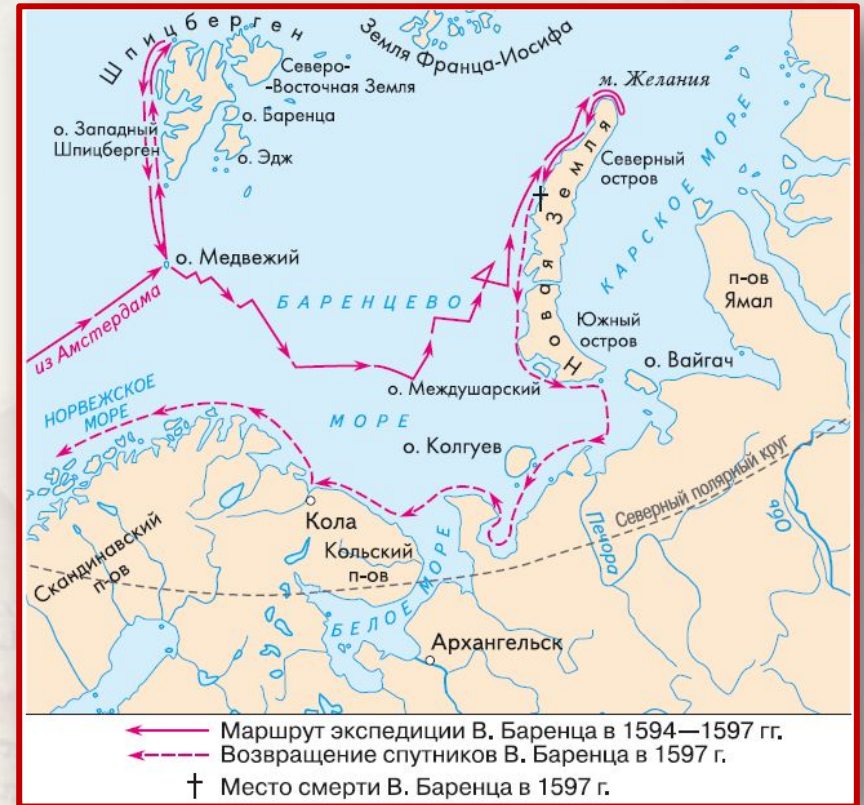 Шпицберген
Земля Франца-Иосифа
Северо-
-Восточная Земля
м. Желания
о. Баренца
о. Западный
Шпицберген
о. Эдж
Новая Земля
Северный
остров
КАРСКОЕ МОРЕ
о. Медвежий
п-ов
Ямал
БАРЕНЦЕВО
из Амстердама
Южный
остров
о. Вайгач
о. Междушарский
НОРВЕЖСКОЕ
МОРЕ
МОРЕ
о. Колгуев
Северный полярный круг
Кола
Печора
Обь
Скандинавский
п-ов
Кольский
п-ов
БЕЛОЕ МОРЕ
Архангельск
Маршрут экспедиции В. Баренца в 1594—1597 гг.
Возвращение спутников В. Баренца в 1597 г.
Место смерти В. Баренца в 1597 г.